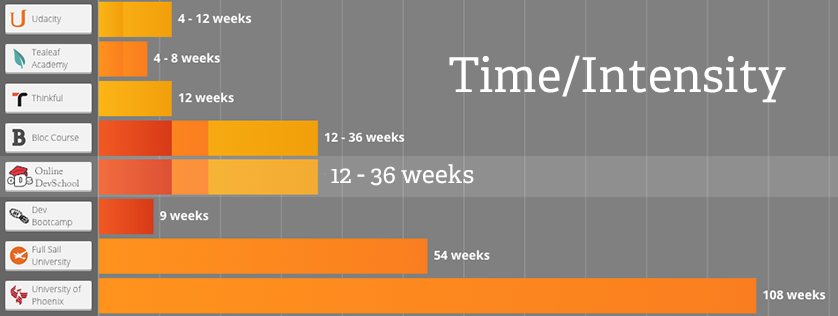 Udacity
4 - 12 weeks
Tealeaf
Academy
4 - 8 weeks
Time/Intensity
Thinkful
12 weeks
B
Bloc Course
12 - 36 weeks
Online
DevSchool
12 - 36 weeks
Dev
Bootcamp
9 weeks
Full Sail
University
54 weeks
University of
Phoenix
108 weeks